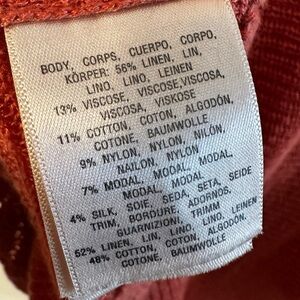 BODY, CORPS, CUERPO, CORPO,
KÖRPER: 56% LINEN, LIN,
LINO, LINO, LEINEN
13% VISCOSE, VISCOSE,VISCOSA,
VISCOSA, VISKOSE
11% COTTON, COTON, ALGODÓN,
COTONE, BAUMWOLLE
9% NYLON, NYLON, NILÓN,
NAILON, NYLON
7% MODAL, MODAL, MODAL,
MODAL, MODAL
4% SILK, SOIE, SEDA, SETA, SEIDE
TRIM, BORDURE, ADORNOS,
GUARNIZIONI, TRIMM
52% LINEN, LIN, LINO, LINO, LEINEN
48% COTTON, COTON, ALGODÓN,
COTONE, BAUMWOLLE